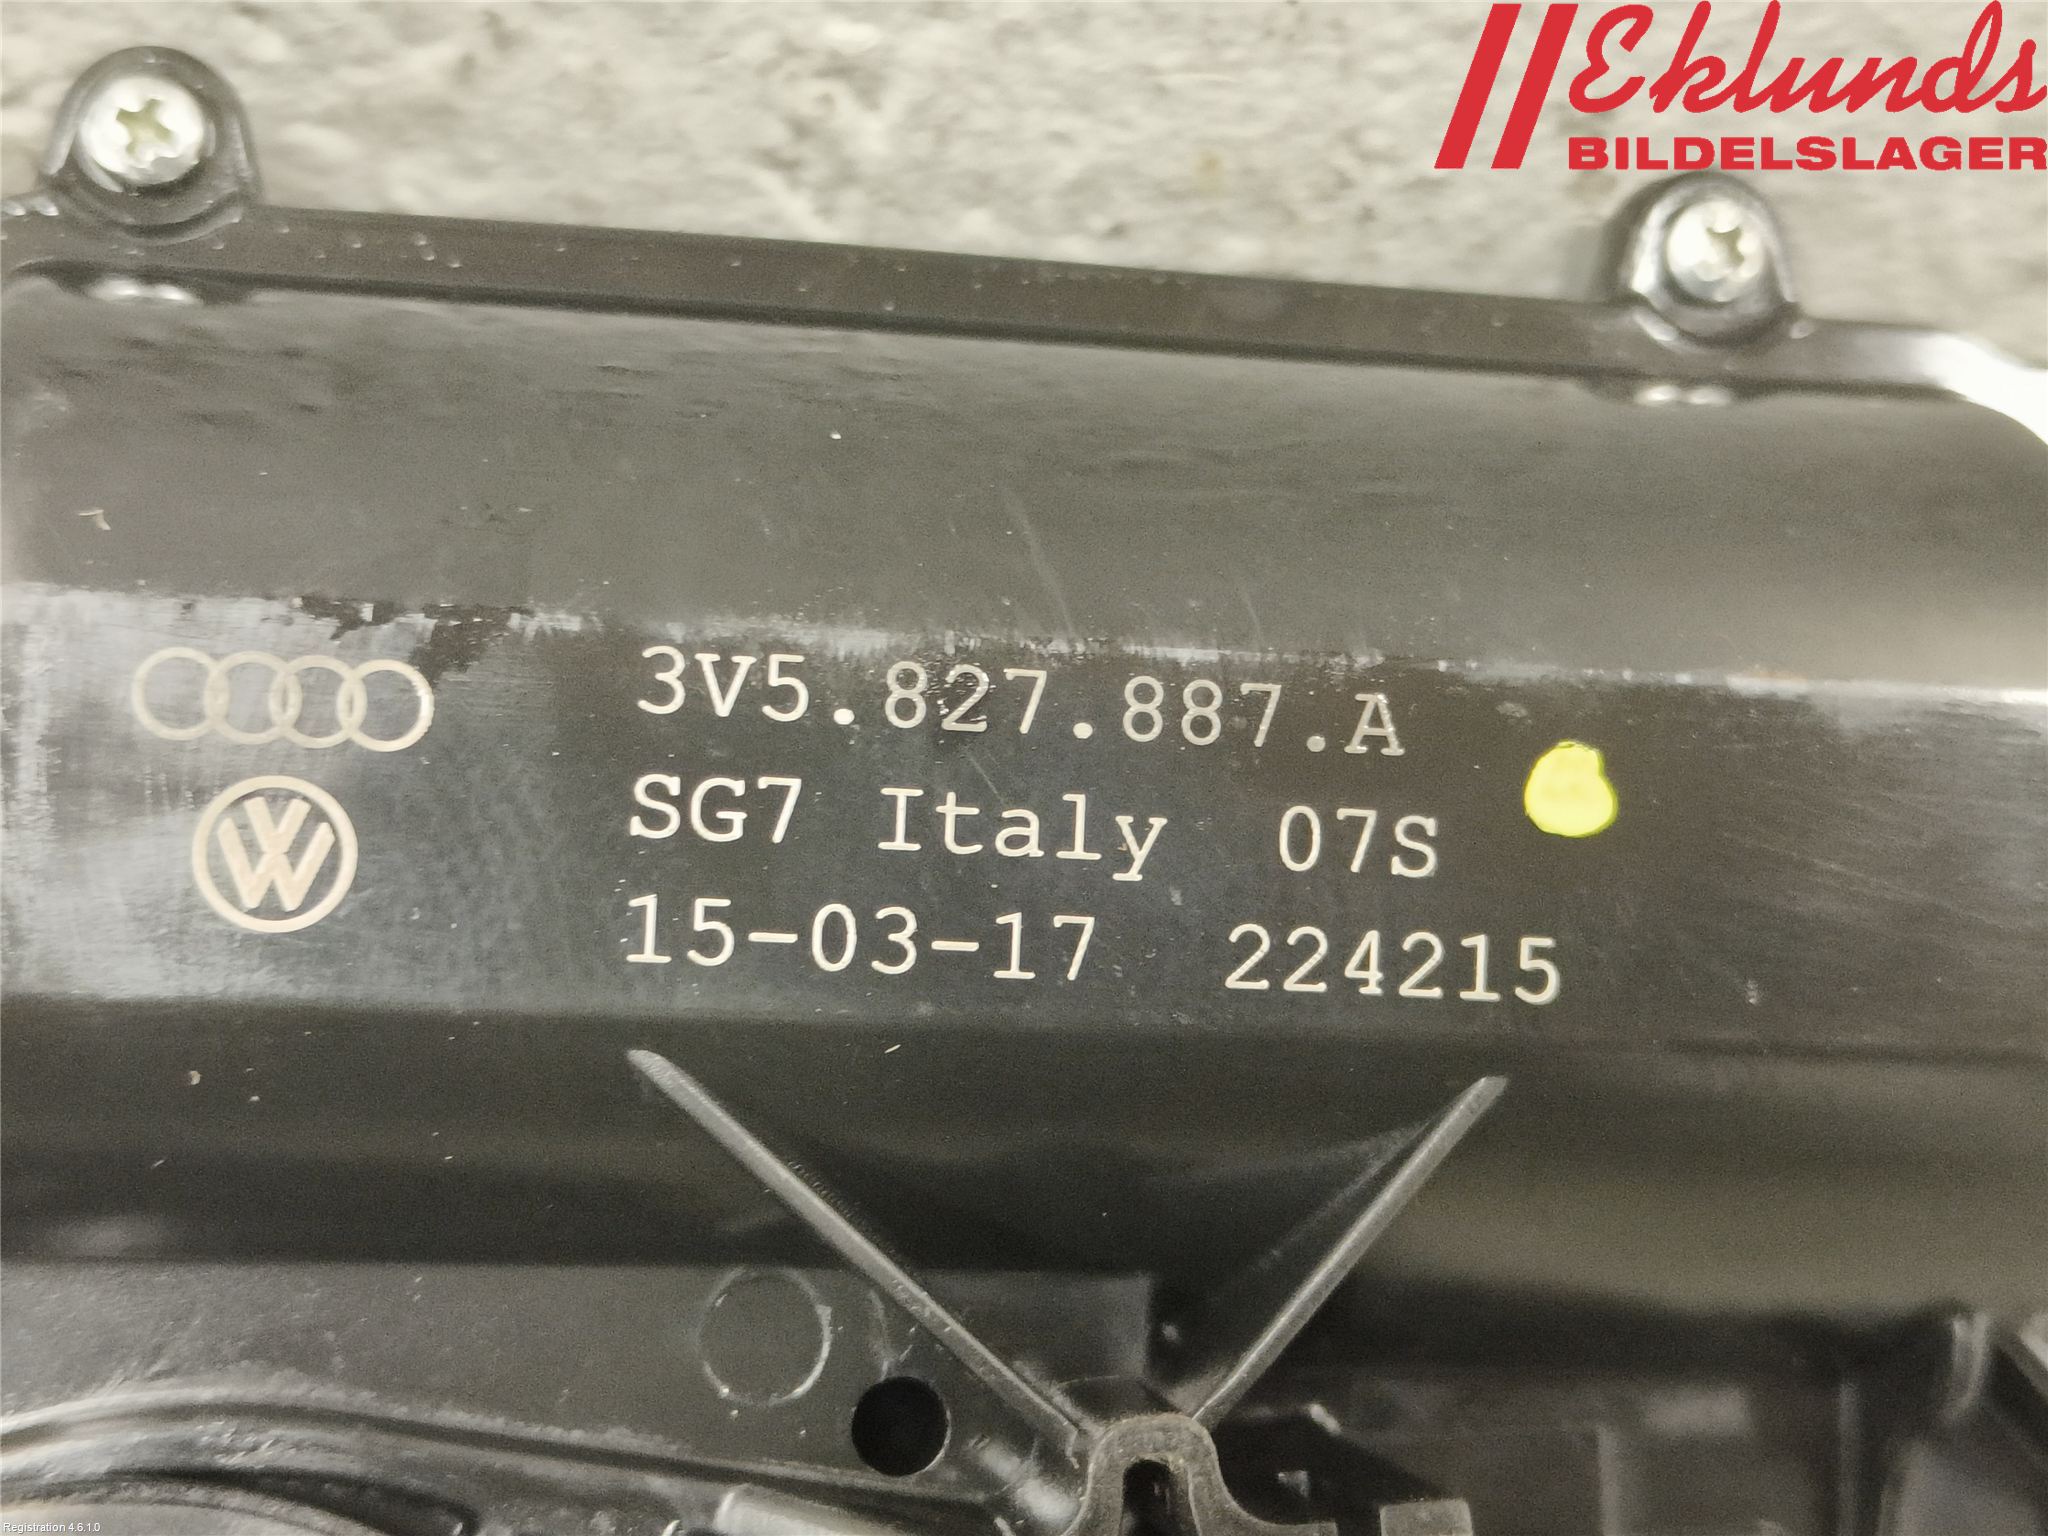 Eklunds
BILDELSLAGER
3V5.827.887.A
SG7 Italy 07S
15-03-17 224215
Registration 4.6.1.0